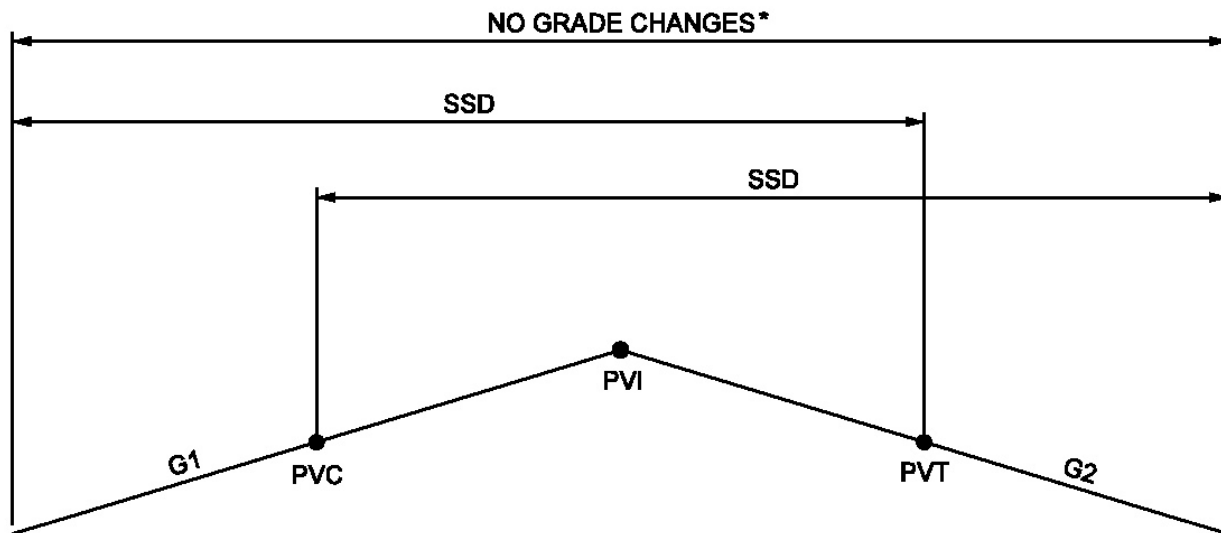 NO GRADE CHANGES*
SSD
SSD
PVI
G1
PVC
PVT
G2